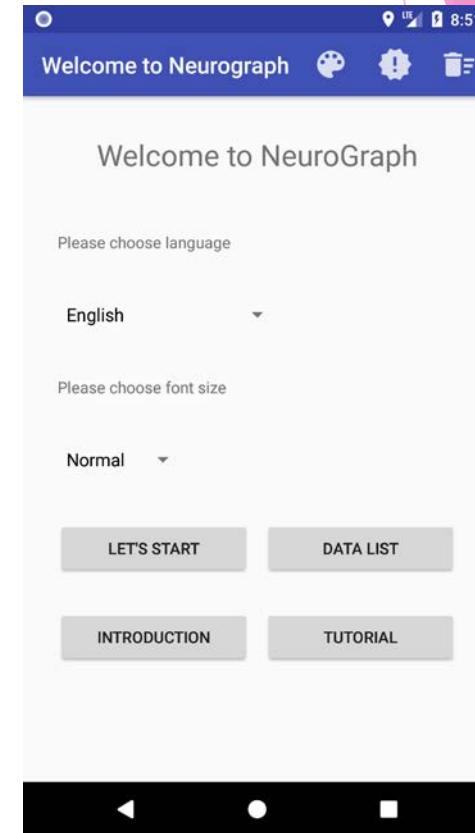 LTE 8:5
Welcome to Neurograph
Welcome to NeuroGraph
Please choose language
English
Please choose font size
Normal
LET'S START DATA LIST
INTRODUCTION TUTORIAL